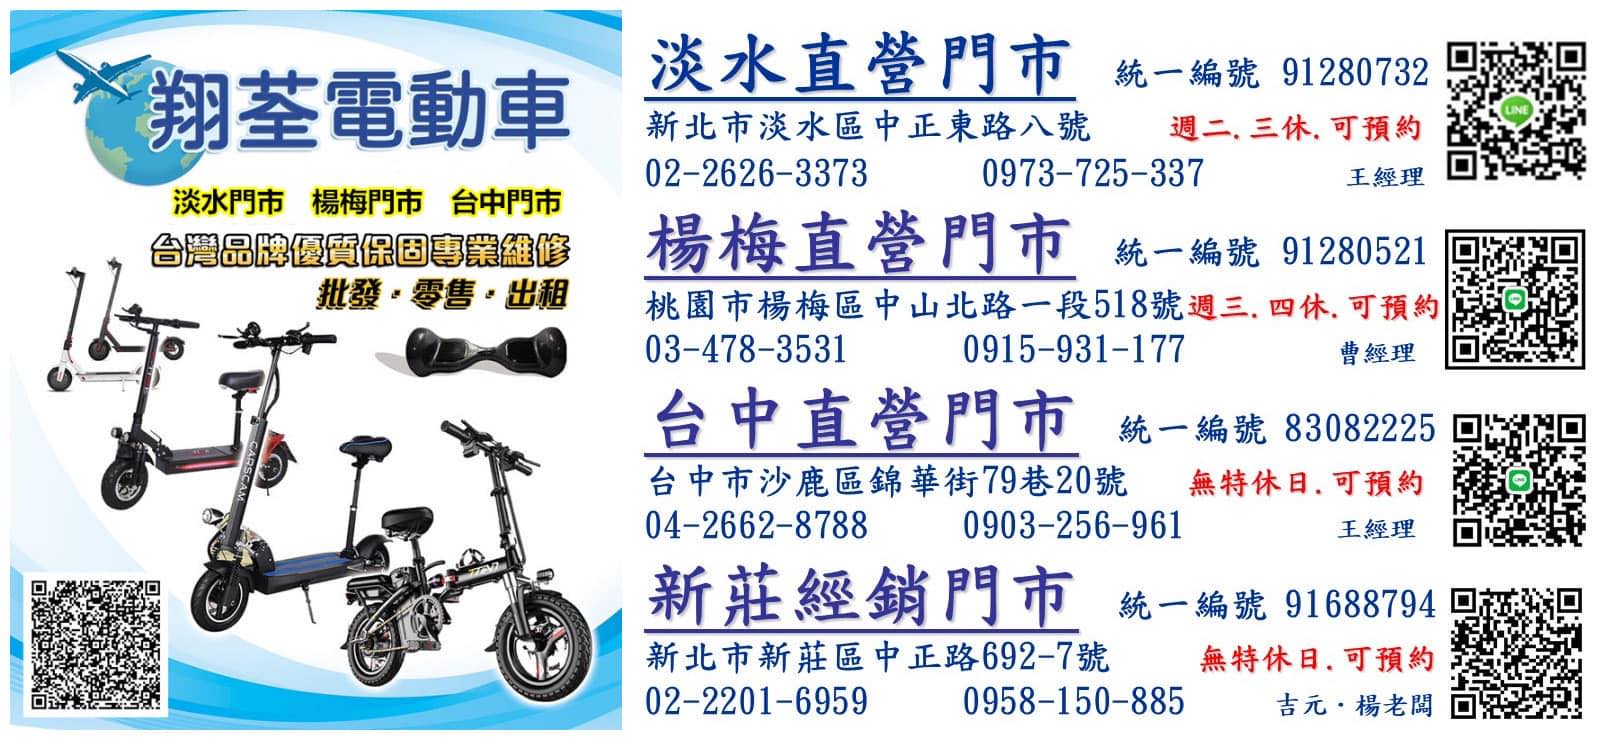 翔荃電動車
淡水門市 楊梅門市 台中門市
台灣品牌優質保固專業維修
批發・零售・出租
CARSCAM
淡水直營門市 統一編號 91280732
新北市淡水區中正東路八號 週二.三休.可預約
02-2626-3373 0973-725-337 王經理
LINE
楊梅直營門市 統一編號 91280521
桃園市楊梅區中山北路一段518號 週三.四休.可預約
03-478-3531 0915-931-177 曹經理
台中直營門市 統一編號 83082225
台中市沙鹿區錦華街79巷20號 無特休日.可預約
04-2662-8788 0903-256-961 王經理
新莊經銷門市 統一編號 91688794
新北市新莊區中正路692-7號 無特休日.可預約
02-2201-6959 0958-150-885 吉元・楊老闆